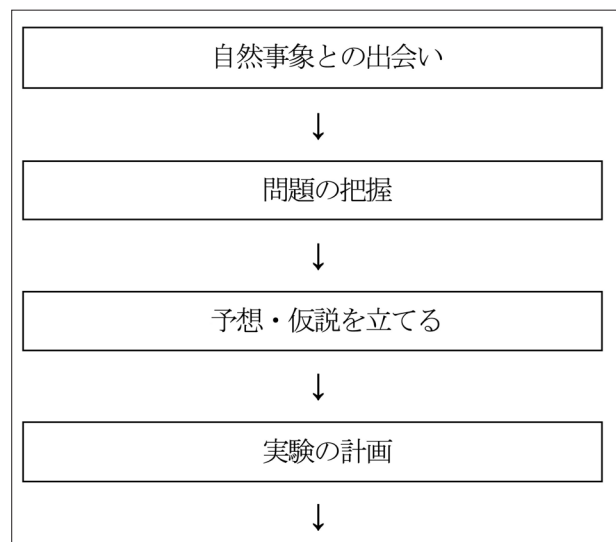 自然事象との出会い
↓
問題の把握
↓
予想・仮説を立てる
↓
実験の計画
↓